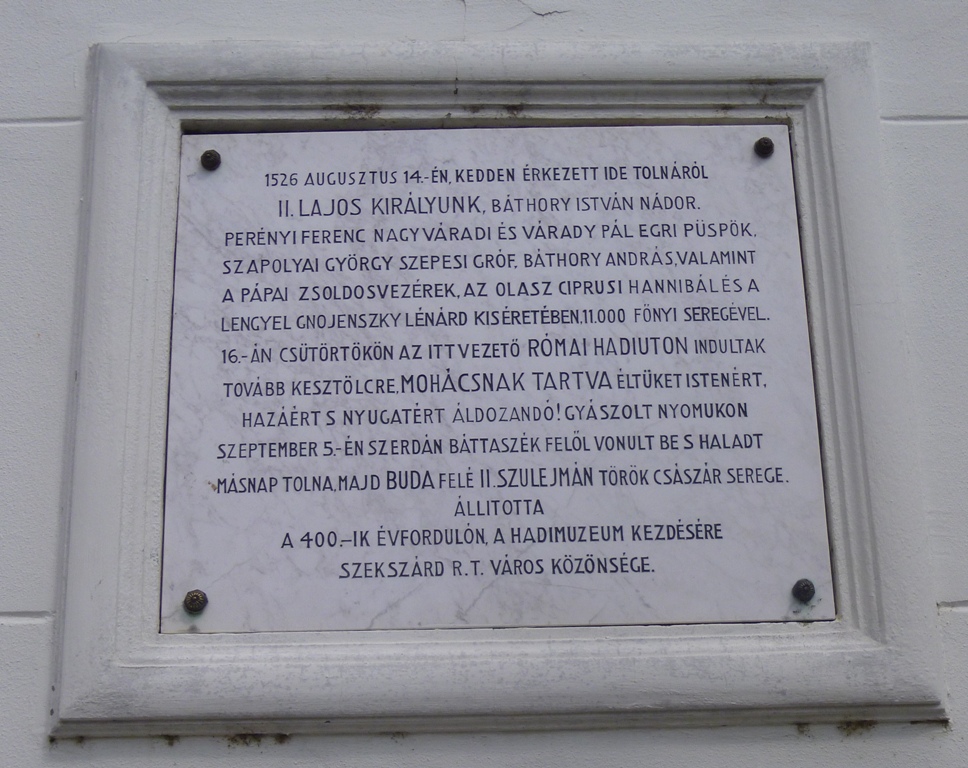 1526 AUGUSZTUS 14.-ÉN, KEDDEN ÉRKEZETT IDE TOLNÁRÓL
II. LAJOS KIRÁLYUNK, BÁTHORY ISTVÁN NÁDOR.
PERÉNYI FERENC NAGYVÁRADI ÉS VÁRADY PÁL EGRI PÜSPÖK,
SZAPOLYAI GYÖRGY SZEPESI GRÓF, BÁTHORY ANDRÁS, VALAMINT
A PÁPAI ZSOLDOSVEZÉREK, AZ OLASZ CIPRUSI HANNIBÁL ÉS A
LENGYEL GNOJENSZKY LÉNÁRD KISÉRETÉBEN. 11.000 FŐNYI SEREGÉVEL.
16.-ÁN CSÜTÖRTÖKÖN AZ ITT VEZETŐ RÓMAI HADIUTON INDULTAK
TOVÁBB KESZTÖLCRE, MOHÁCSNAK TARTVA ÉLTÜKET ISTENÉRT,
HAZÁÉRT S NYUGATÉRT ÁLDOZANDÓ! GYÁSZOLT NYOMUKON
SZEPTEMBER 5.-ÉN SZERDÁN BÁTTASZÉK FELŐL VONULT BE S HALADT
MÁSNAP TOLNA, MAJD BUDA FELÉ II. SZULEJMÁN TÖRÖK CSÁSZÁR SEREGE.
ÁLLITOTTA
A 400.-IK ÉVFORDULÓN, A HADIMUZEUM KEZDÉSÉRE
SZEKSZÁRD R.T. VÁROS KÖZÖNSÉGE.